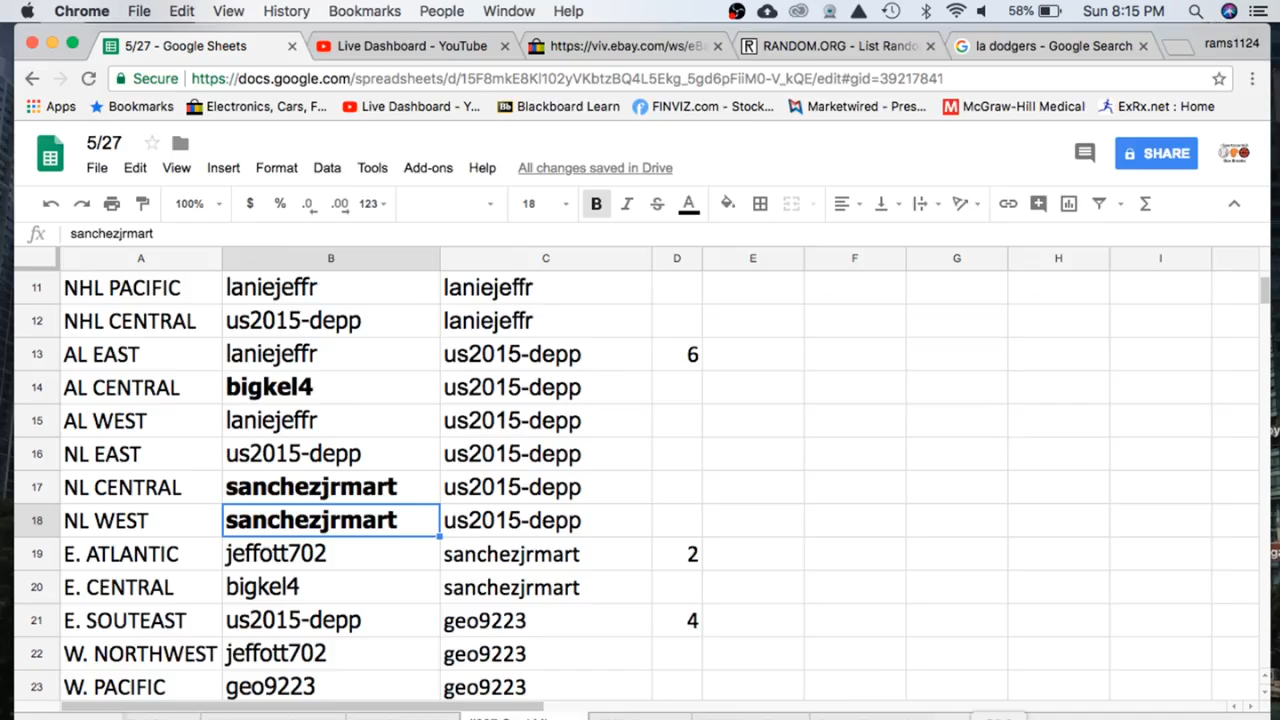 Chrome File Edit View History Bookmarks People Window Help 58% Sun 8:15 PM
5/27 - Google Sheets Live Dashboard - YouTube https://viv.ebay.com/ws/eB RANDOM.ORG - List Rando la dodgers - Google Search rams1124
Secure https://docs.google.com/spreadsheets/d/15F8mkE8Kl102yVKbtzBQ4L5Ekg_5gd6pFiiM0-V_kQE/edit#gid=39217841
Apps Bookmarks Electronics, Cars, F... Live Dashboard - Y... Bb Blackboard Learn FINVIZ.com - Stock... Marketwired - Pres... M McGraw-Hill Medical ExRx.net : Home
5/27
SHARE
File Edit View Insert Format Data Tools Add-ons Help All changes saved in Drive
100% $ % .0 .00 123 18 B I S A
fx sanchezjrmart
A B C D E F G H I
11 NHL PACIFIC laniejeffr laniejeffr
12 NHL CENTRAL us2015-depp laniejeffr
13 AL EAST laniejeffr us2015-depp 6
14 AL CENTRAL bigkel4 us2015-depp
15 AL WEST laniejeffr us2015-depp
16 NL EAST us2015-depp us2015-depp
17 NL CENTRAL sanchezjrmart us2015-depp
18 NL WEST sanchezjrmart us2015-depp
19 E. ATLANTIC jeffott702 sanchezjrmart 2
20 E. CENTRAL bigkel4 sanchezjrmart
21 E. SOUTEAST us2015-depp geo9223 4
22 W. NORTHWEST jeffott702 geo9223
23 W. PACIFIC geo9223 geo9223